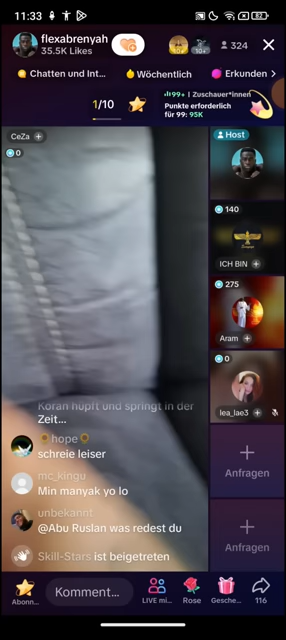 11:33
82
flexabrenyah
35.5K Likes
324
Chatten und Int...
Wöchentlich
Erkunden
1/10
99+ | Zuschauer*innen
Punkte erforderlich
für 99: 95K
CeZa
0
Host
140
ICH BIN
275
Aram
0
lea_lae3
Anfragen
Anfragen
Koran hüpft und springt in der
Zeit...
hope
schreie leiser
mc_kingu
Min manyak yo lo
unbekannt
@Abu Ruslan was redest du
Skill-Stars ist beigetreten
Abonn...
Komment...
LIVE mi...
Rose
Gesche...
116